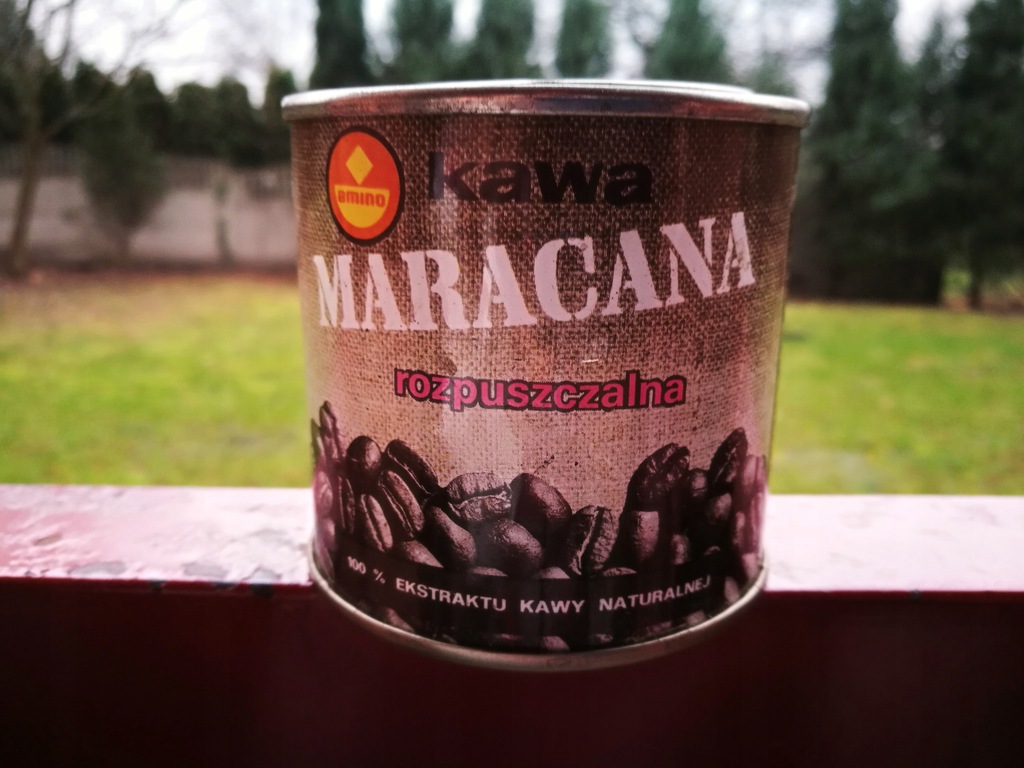 amino
kawa
MARACANA
rozpuszczalna
100 % EKSTRAKTU KAWY NATURALNEJ